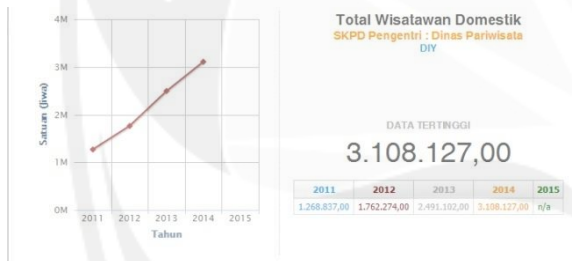 Total Wisatawan Domestik
SKPD Pengentri : Dinas Pariwisata
DIY
DATA TERTINGGI
3.108.127,00
2011 2012 2013 2014 2015
1.268.837,00 1.762.274,00 2.491.102,00 3.108.127,00 n/a
4M
3M
2M
1M
0M
Satuan (Jiwa)
2011 2012 2013 2014 2015
Tahun